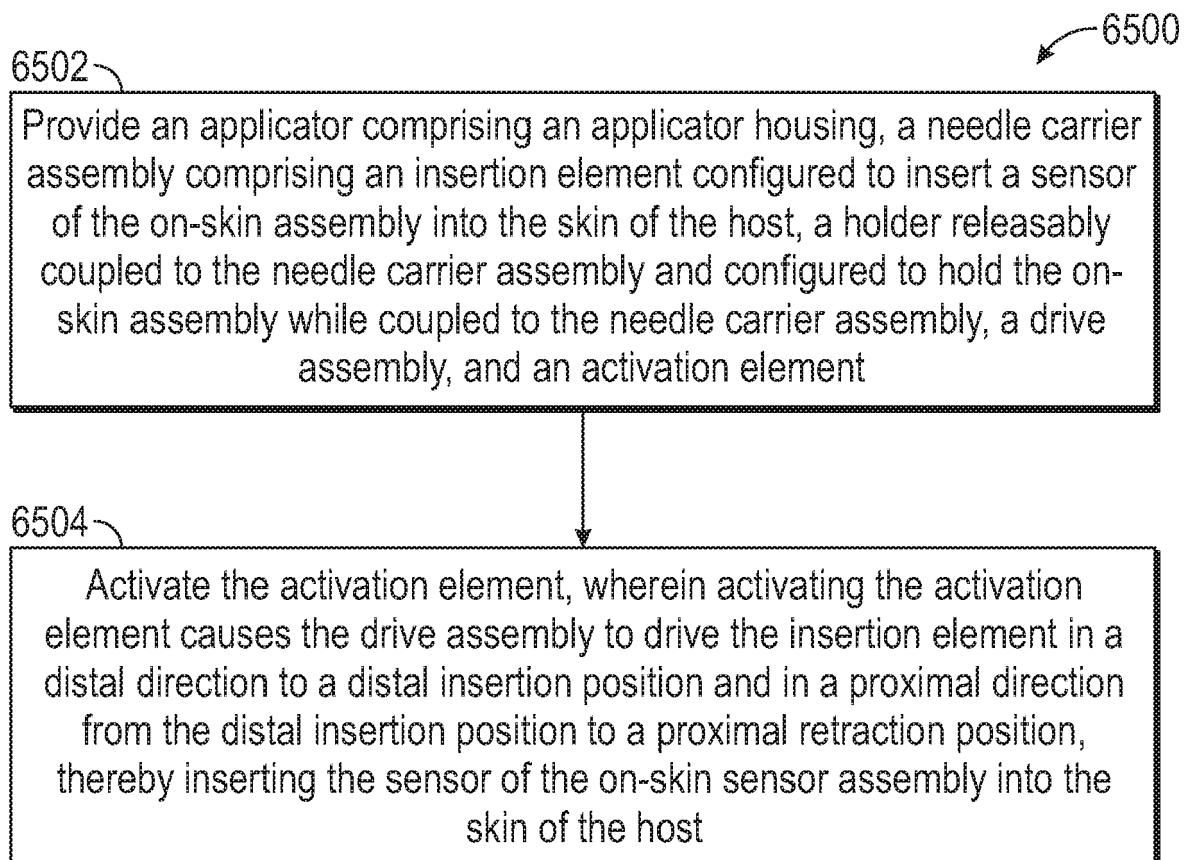 6500
6502
Provide an applicator comprising an applicator housing, a needle carrier
assembly comprising an insertion element configured to insert a sensor
of the on-skin assembly into the skin of the host, a holder releasably
coupled to the needle carrier assembly and configured to hold the on-
skin assembly while coupled to the needle carrier assembly, a drive
assembly, and an activation element
6504
Activate the activation element, wherein activating the activation
element causes the drive assembly to drive the insertion element in a
distal direction to a distal insertion position and in a proximal direction
from the distal insertion position to a proximal retraction position,
thereby inserting the sensor of the on-skin sensor assembly into the
skin of the host